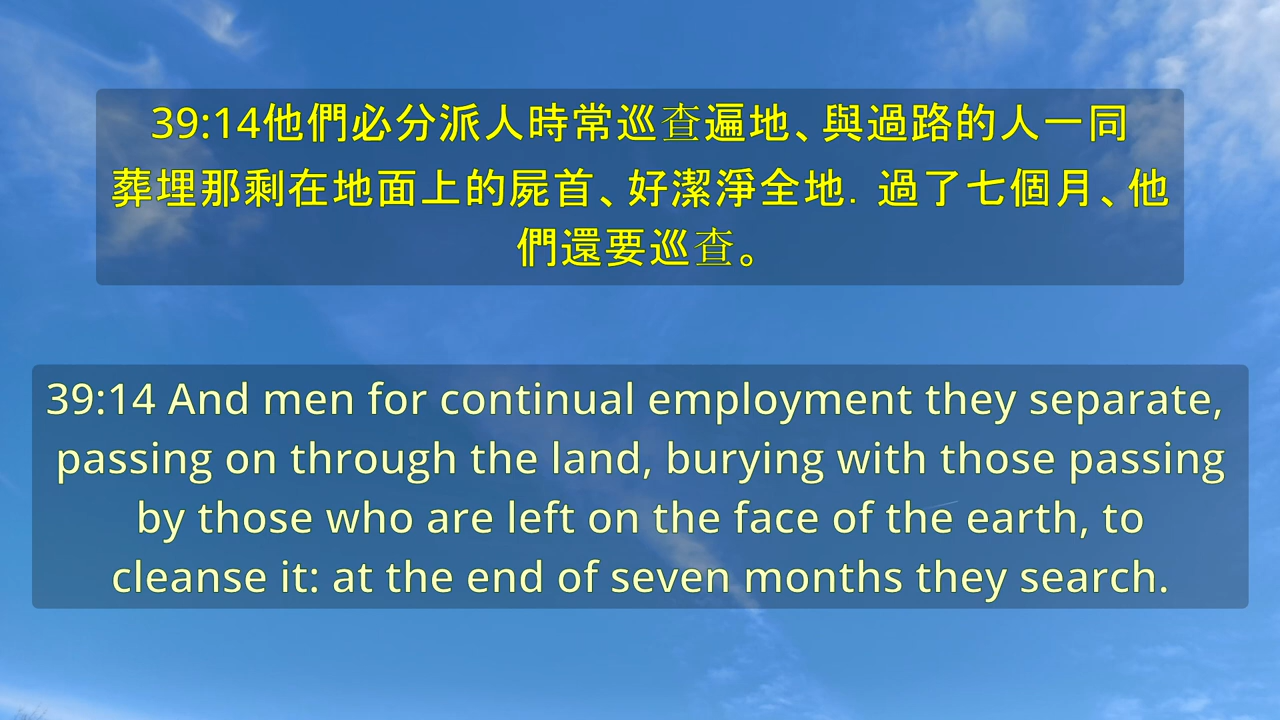 39:14他們必分派人時常巡查遍地、與過路的人一同
葬埋那剩在地面上的屍首、好潔淨全地. 過了七個月、他
們還要巡查。
39:14 And men for continual employment they separate,
passing on through the land, burying with those passing
by those who are left on the face of the earth, to
cleanse it: at the end of seven months they search.